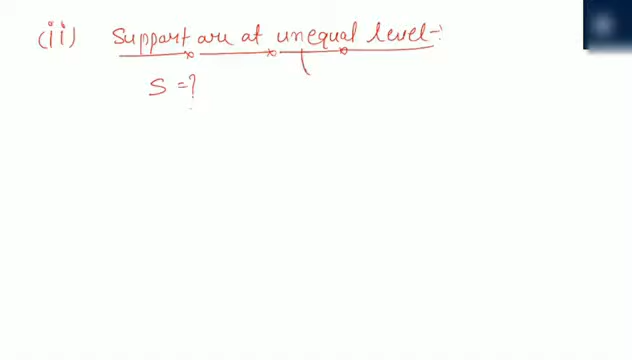 (ii) Support are at unequal level:-
S = ?